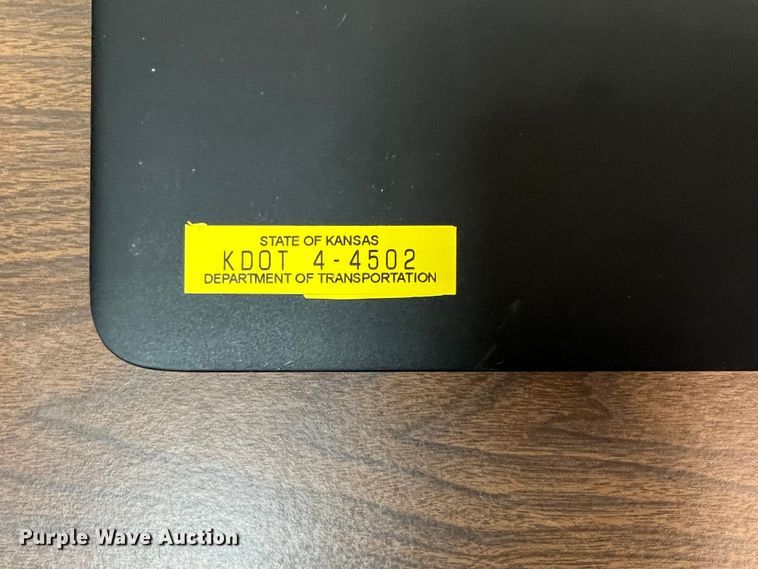 STATE OF KANSAS
KDOT 4-4502
DEPARTMENT OF TRANSPORTATION
Purple Wave Auction